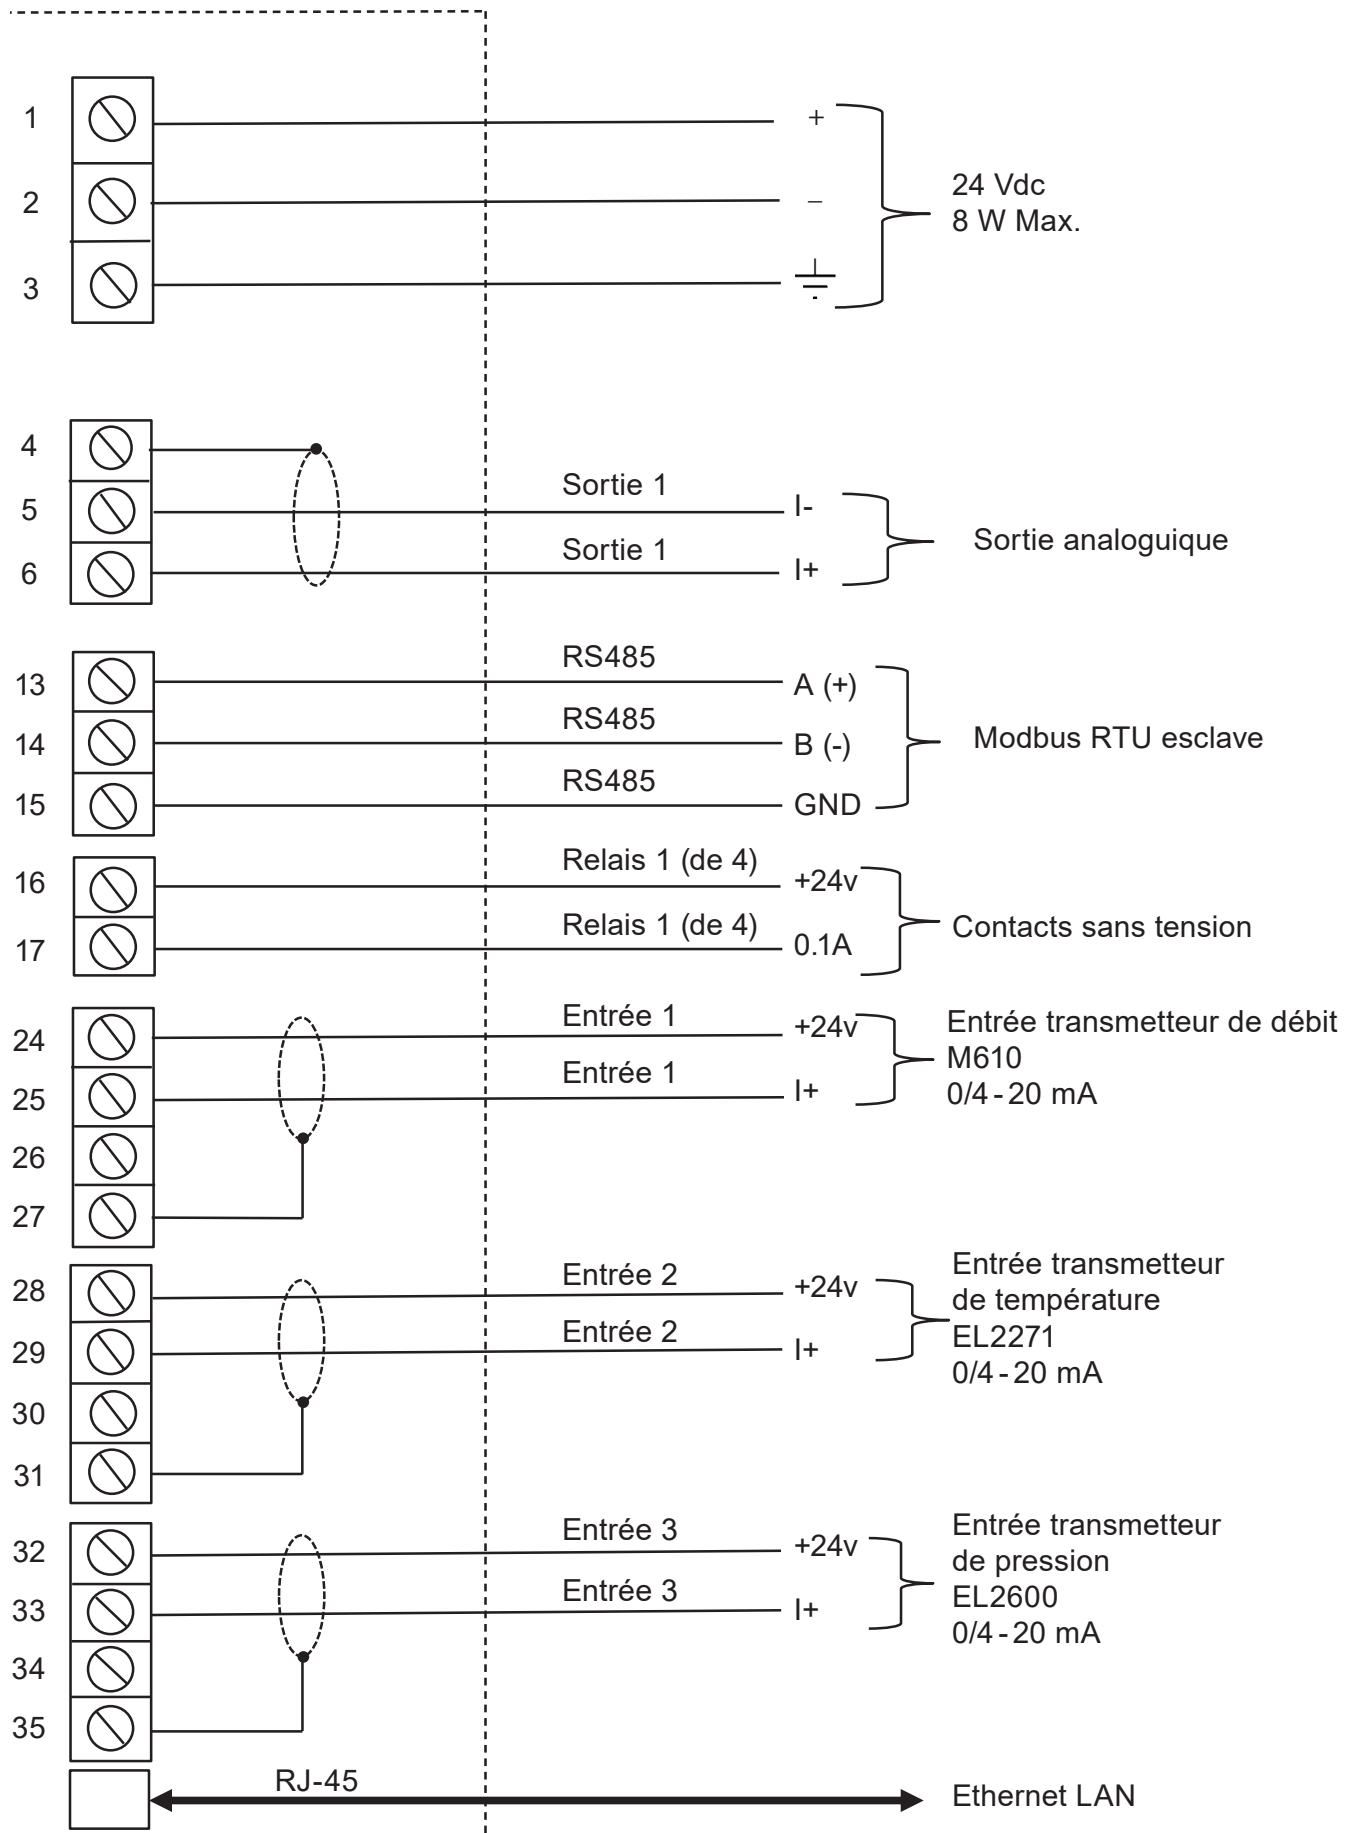 1
+
2
–
24 Vdc
8 W Max.
3
4
5
Sortie 1
I-
6
Sortie 1
I+
Sortie analoguique
13
RS485
A (+)
14
RS485
B (-)
Modbus RTU esclave
15
RS485
GND
16
Relais 1 (de 4)
+24v
17
Relais 1 (de 4)
0.1A
Contacts sans tension
24
Entrée 1
+24v
25
Entrée 1
I+
26
27
Entrée transmetteur de débit
M610
0/4 - 20 mA
28
Entrée 2
+24v
29
Entrée 2
I+
30
31
Entrée transmetteur
de température
EL2271
0/4 - 20 mA
32
Entrée 3
+24v
33
Entrée 3
I+
34
35
Entrée transmetteur
de pression
EL2600
0/4 - 20 mA
RJ-45
Ethernet LAN